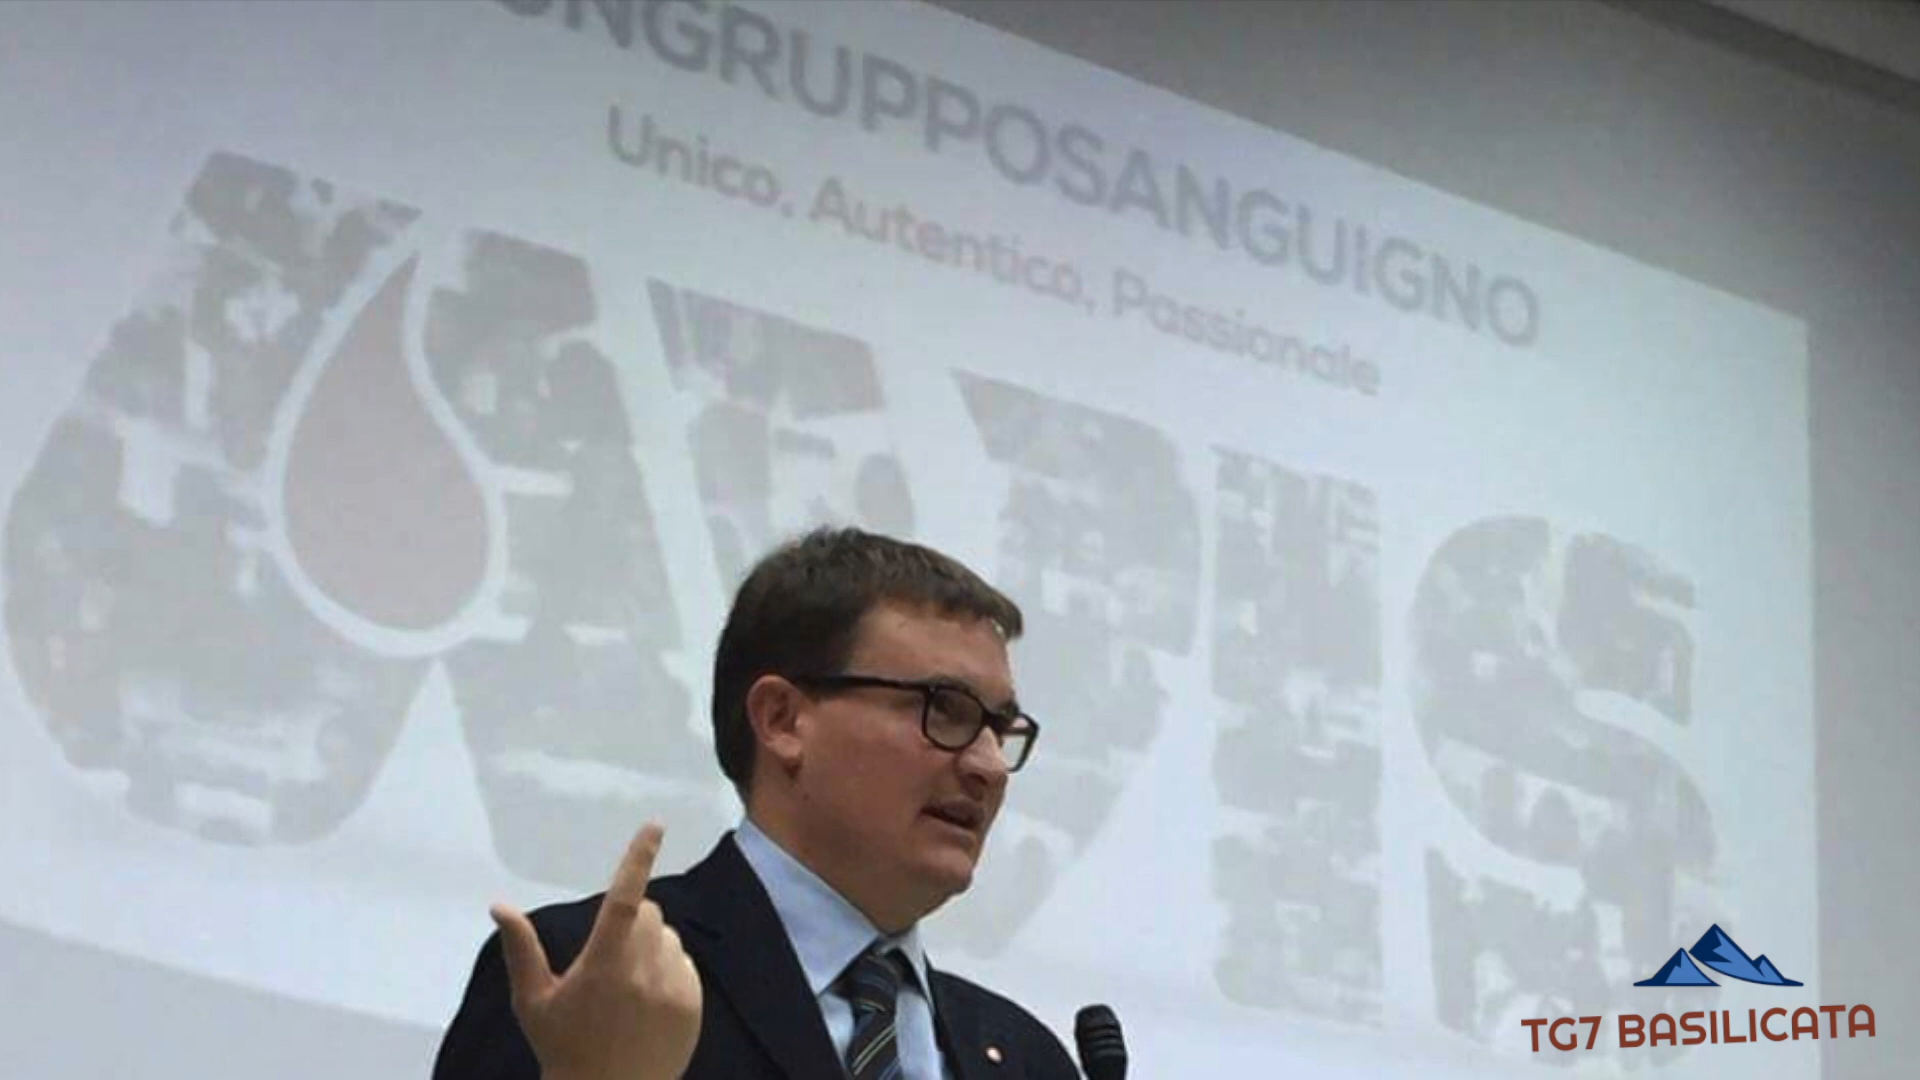 UNGRUPPOSANGUIGNO
Unico, Autentico, Passionale
AVIS
TG7 BASILICATA